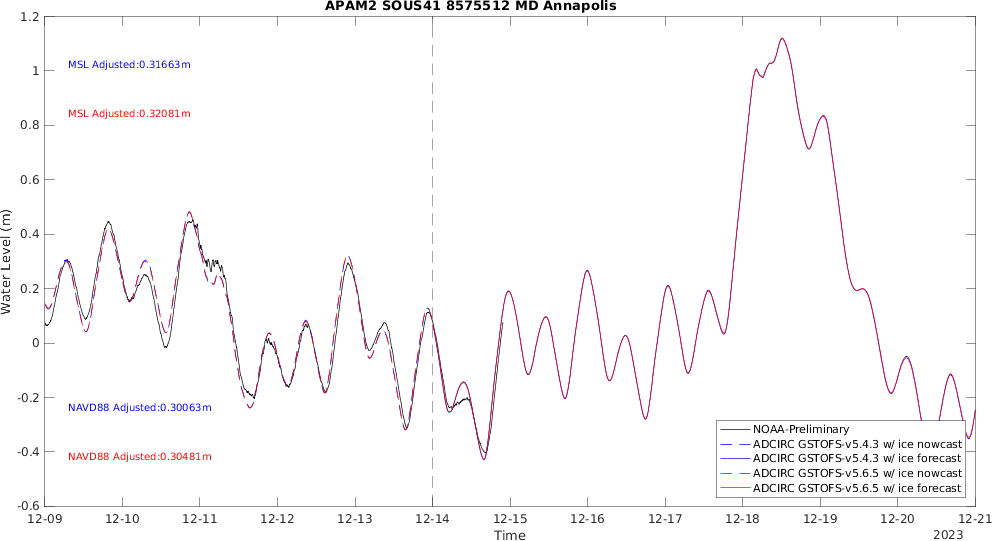 APAM2 SOUS41 8575512 MD Annapolis
1.2
1
0.8
0.6
0.4
0.2
0
-0.2
-0.4
-0.6
Water Level (m)
MSL Adjusted:0.31663m
MSL Adjusted:0.32081m
NAVD88 Adjusted:0.30063m
NAVD88 Adjusted:0.30481m
NOAA-Preliminary
ADCIRC GSTOFS-v5.4.3 w/ ice nowcast
ADCIRC GSTOFS-v5.4.3 w/ ice forecast
ADCIRC GSTOFS-v5.6.5 w/ ice nowcast
ADCIRC GSTOFS-v5.6.5 w/ ice forecast
12-09 12-10 12-11 12-12 12-13 12-14 12-15 12-16 12-17 12-18 12-19 12-20 12-21
Time
2023